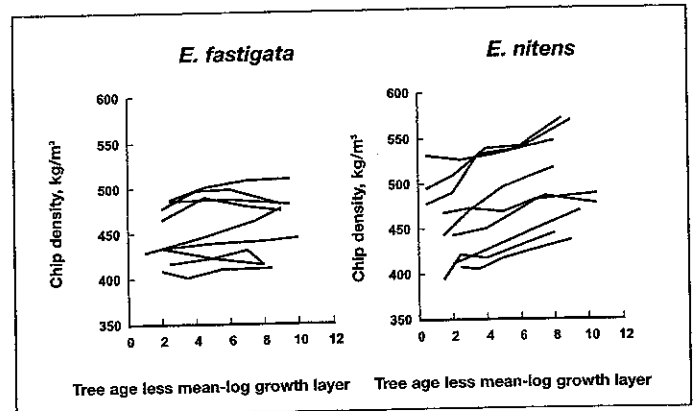 E. fastigata
600
550
500
450
400
350
Chip density, kg/m³
0 2 4 6 8 10 12
Tree age less mean-log growth layer
E. nitens
600
550
500
450
400
350
Chip density, kg/m³
0 2 4 6 8 10 12
Tree age less mean-log growth layer